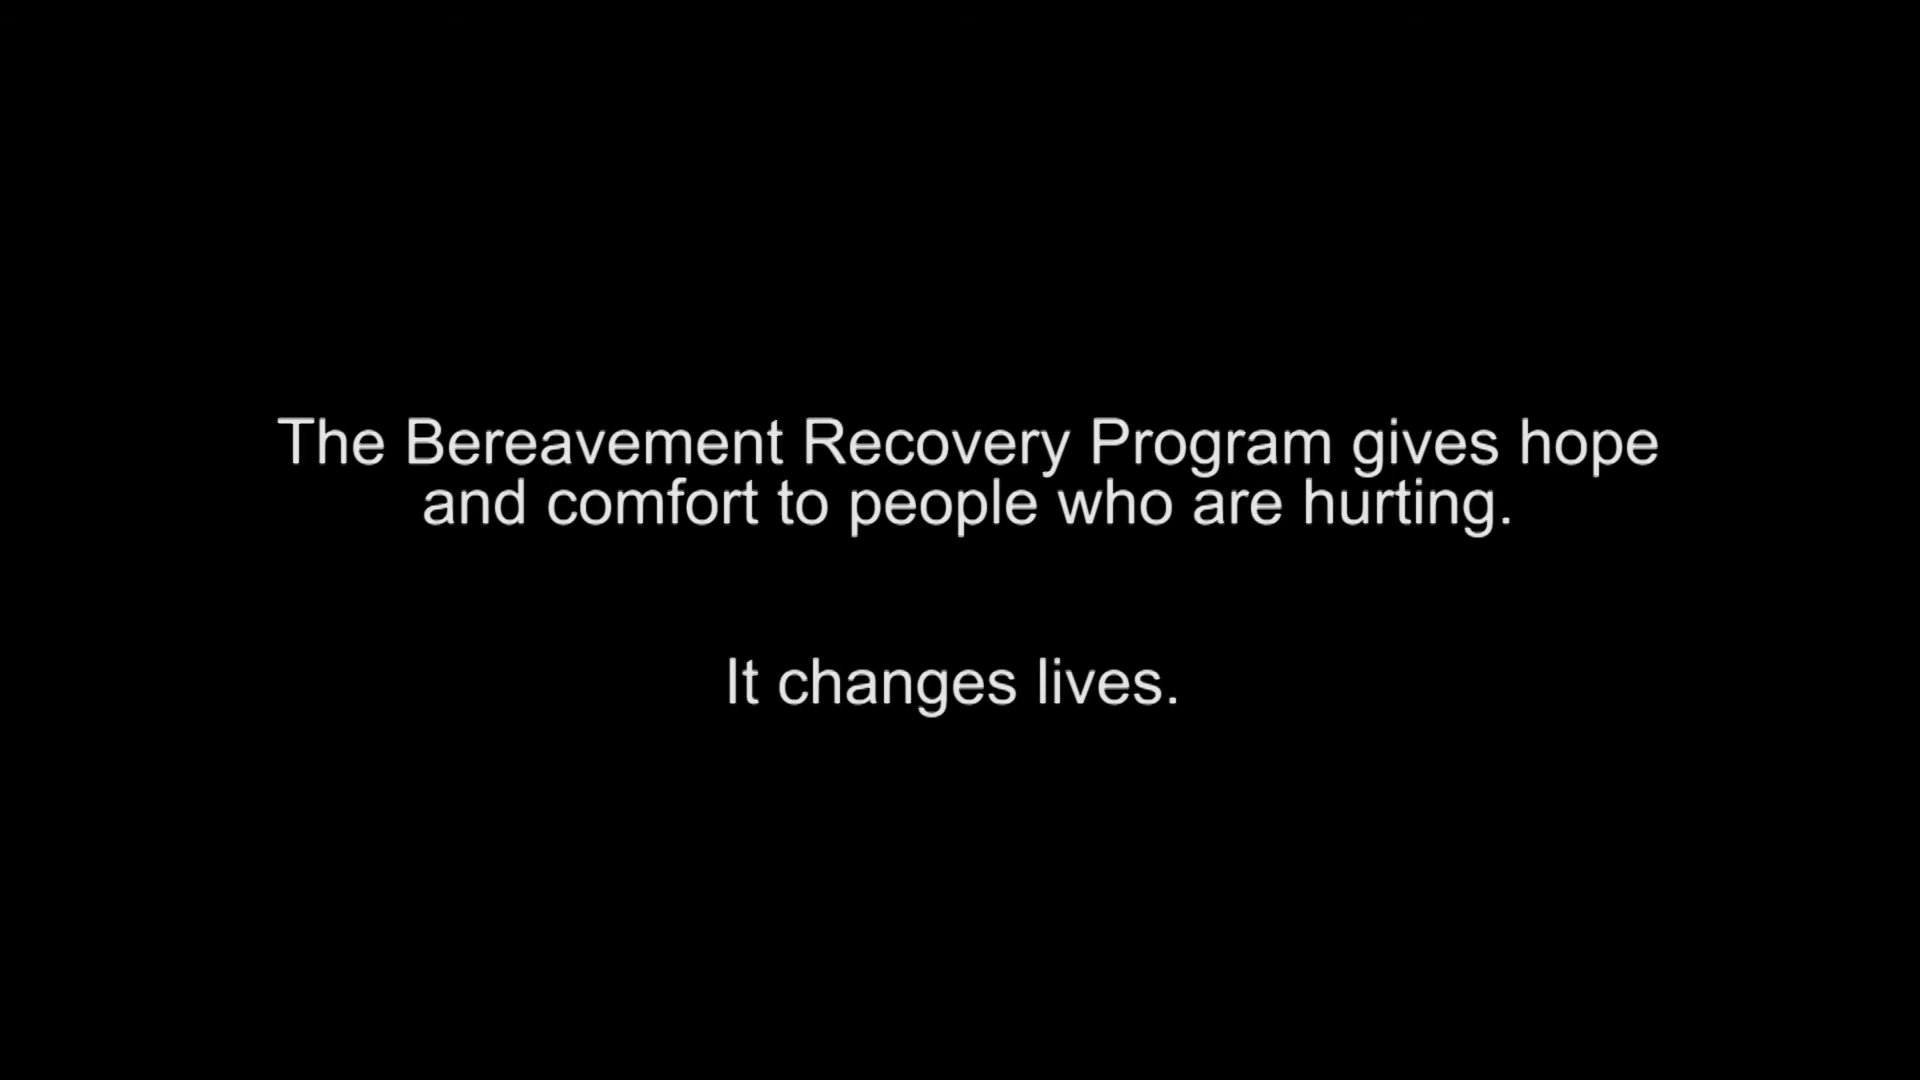 The Bereavement Recovery Program gives hope
and comfort to people who are hurting.
It changes lives.